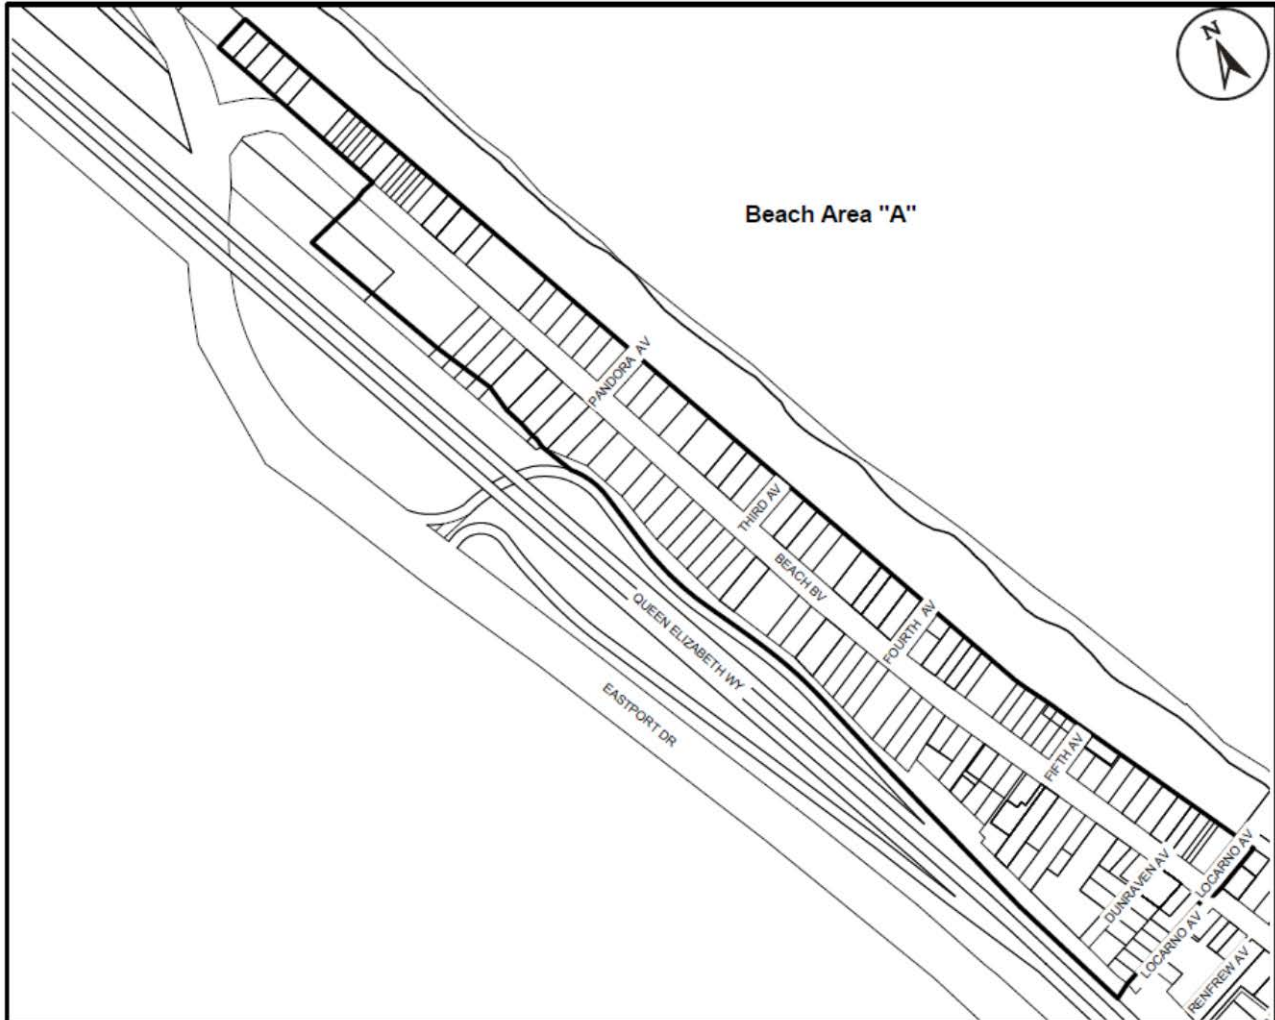 N
Beach Area "A"
PANDORA AV
THIRD AV
BEACH BV
FOURTH AV
QUEEN ELIZABETH WY
EASTPORT DR
FIFTH AV
LOCARNO AV
DUNRAVEN AV
LOCARNO AV
RENFREW AV